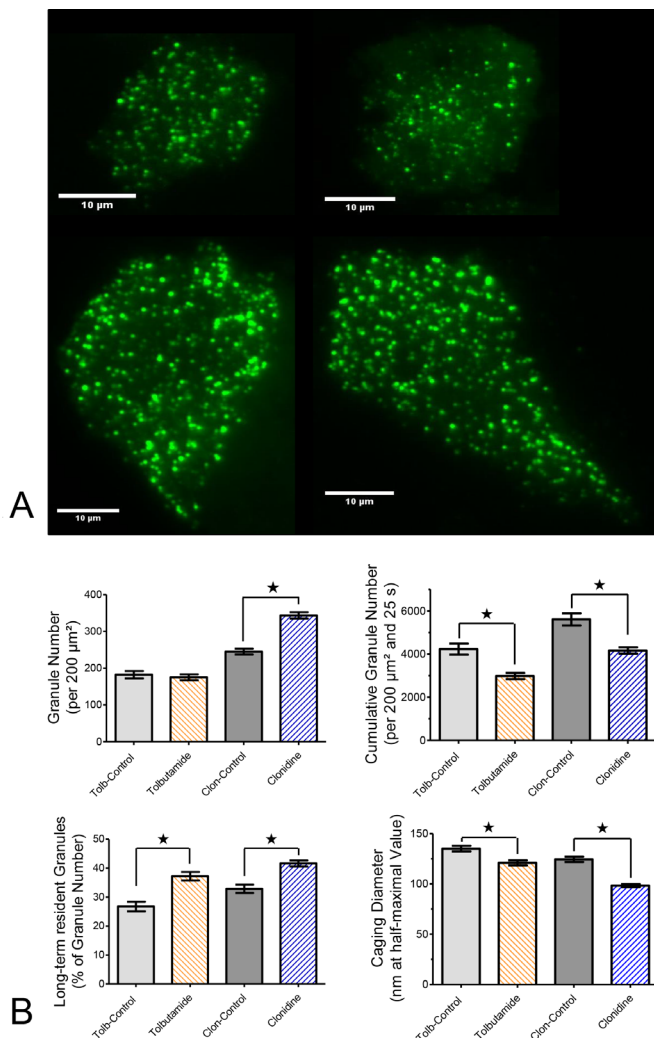 10 µm
10 µm
10 µm
10 µm
A
Granule Number
(per 200 µm²)
400
300
200
100
0
Tolb-Control
Tolbutamide
Clon-Control
Clonidine
Cumulative Granule Number
(per 200 µm² and 25 s)
6000
4000
2000
0
Tolb-Control
Tolbutamide
Clon-Control
Clonidine
Long-term resident Granules
(% of Granule Number)
50
40
30
20
10
0
Tolb-Control
Tolbutamide
Clon-Control
Clonidine
Caging Diameter
(nm at half-maximal Value)
150
100
50
0
Tolb-Control
Tolbutamide
Clon-Control
Clonidine
B